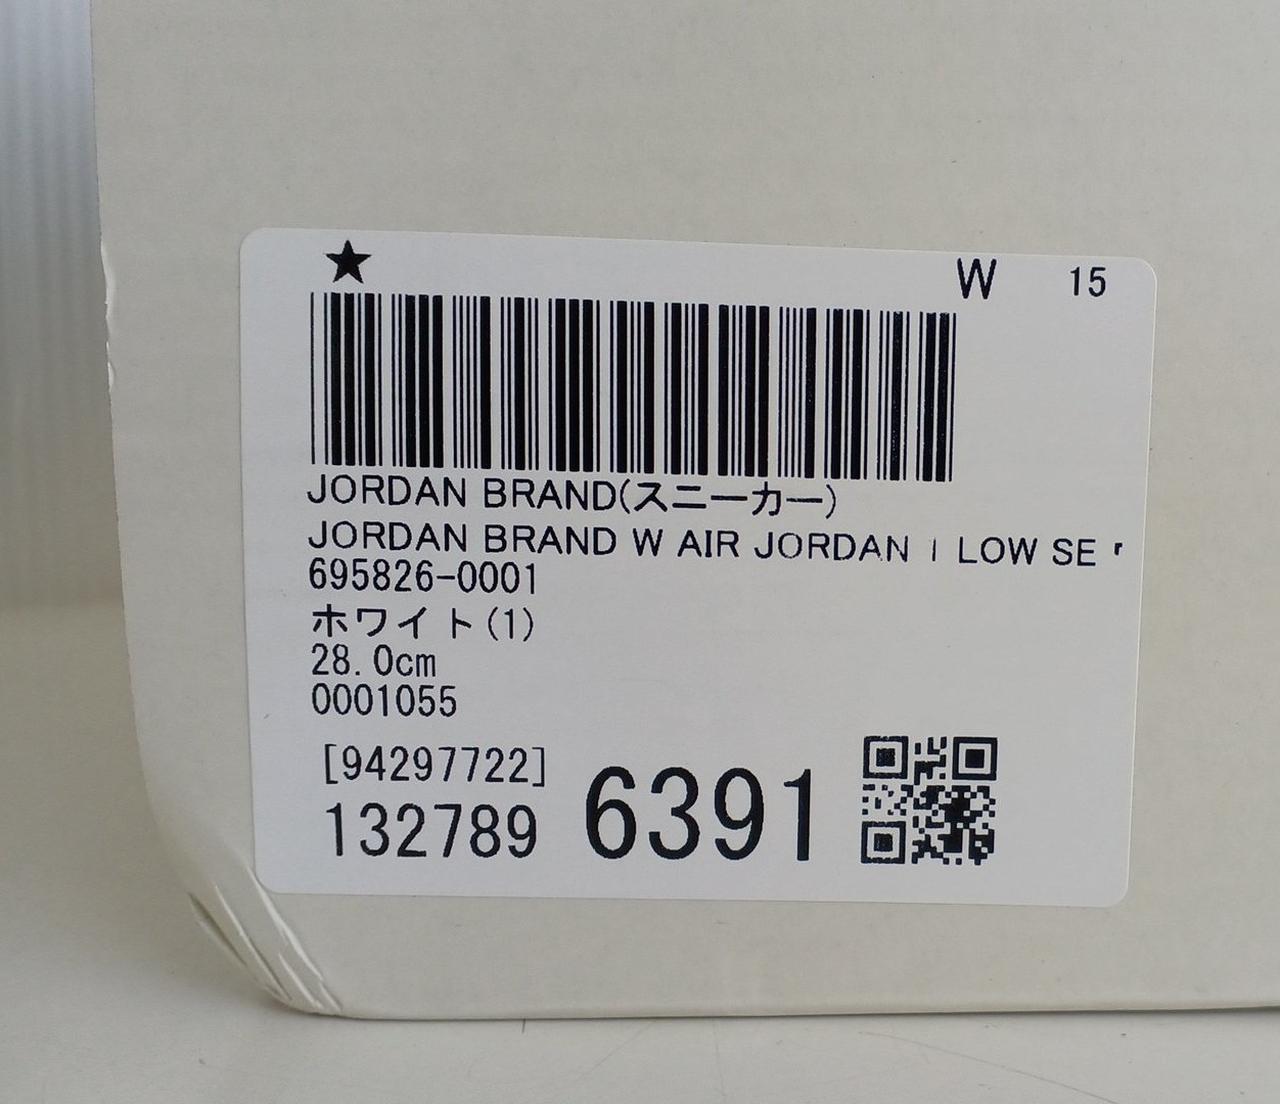 ★ W 15
JORDAN BRAND(スニーカー)
JORDAN BRAND W AIR JORDAN 1 LOW SE
695826-0001
ホワイト(1)
28.0cm
0001055
[94297722]
132789 6391